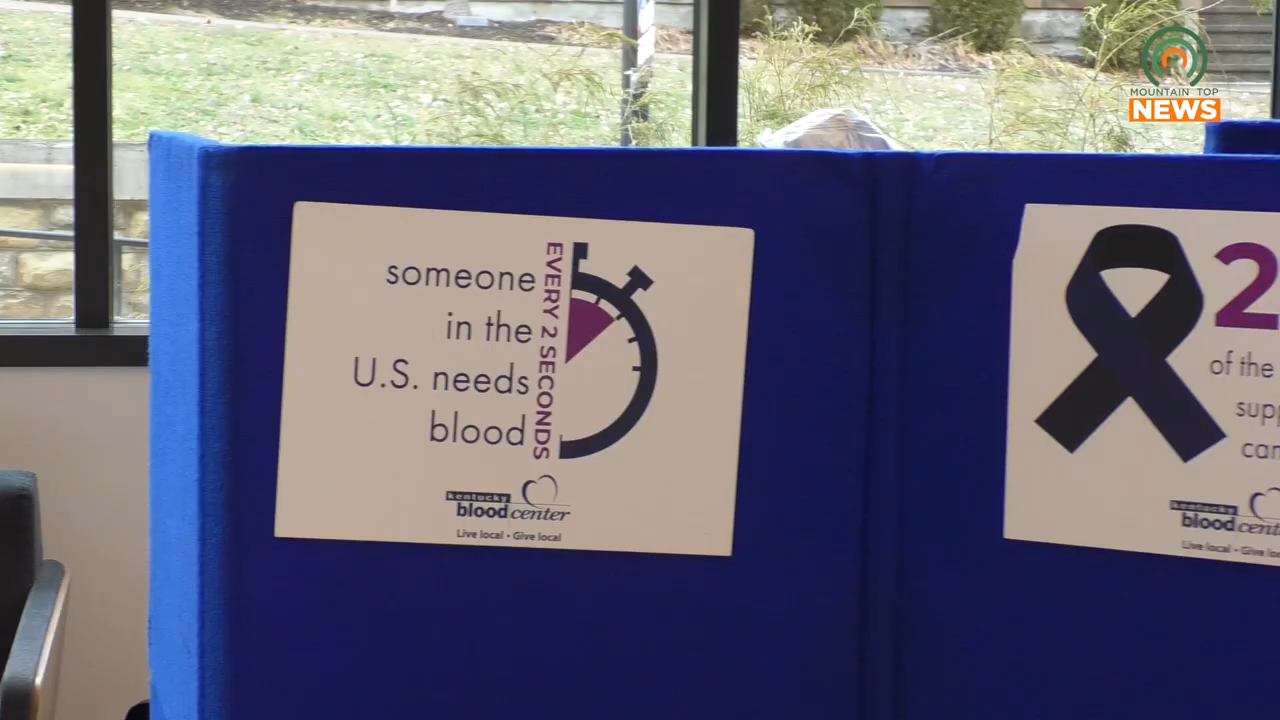 MOUNTAIN TOP
NEWS
someone
in the
U.S. needs
blood
EVERY 2 SECONDS
kentucky
blood center
Live local • Give local
2
of the
kentucky
blood
Live local • Give